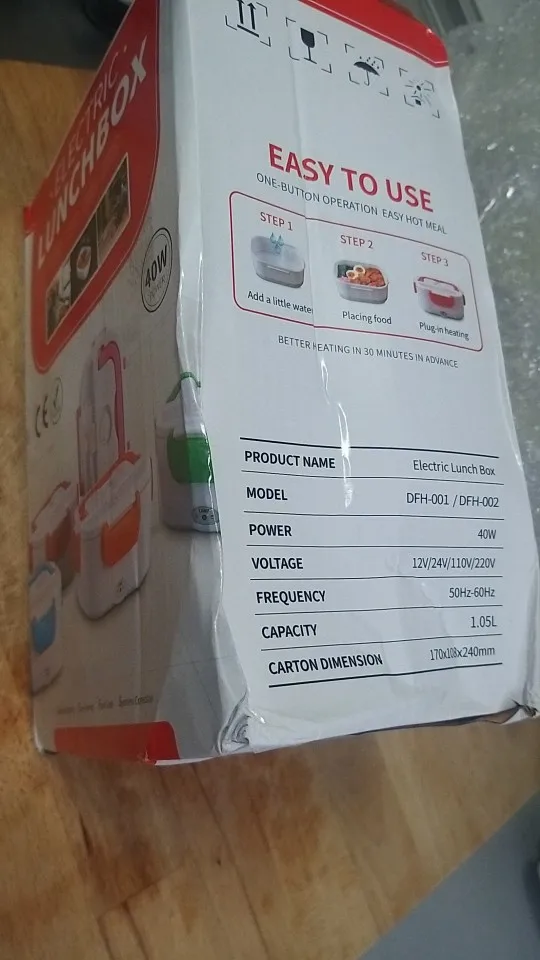 ELECTRIC
LUNCHBOX
40W
CE
EASY TO USE
ONE-BUTTON OPERATION EASY HOT MEAL
STEP 1
STEP 2
STEP 3
Add a little water
Placing food
Plug-in heating
BETTER HEATING IN 30 MINUTES IN ADVANCE
PRODUCT NAME Electric Lunch Box
MODEL DFH-001 / DFH-002
POWER 40W
VOLTAGE 12V/24V/110V/220V
FREQUENCY 50Hz-60Hz
CAPACITY 1.05L
CARTON DIMENSION 170x108x240mm